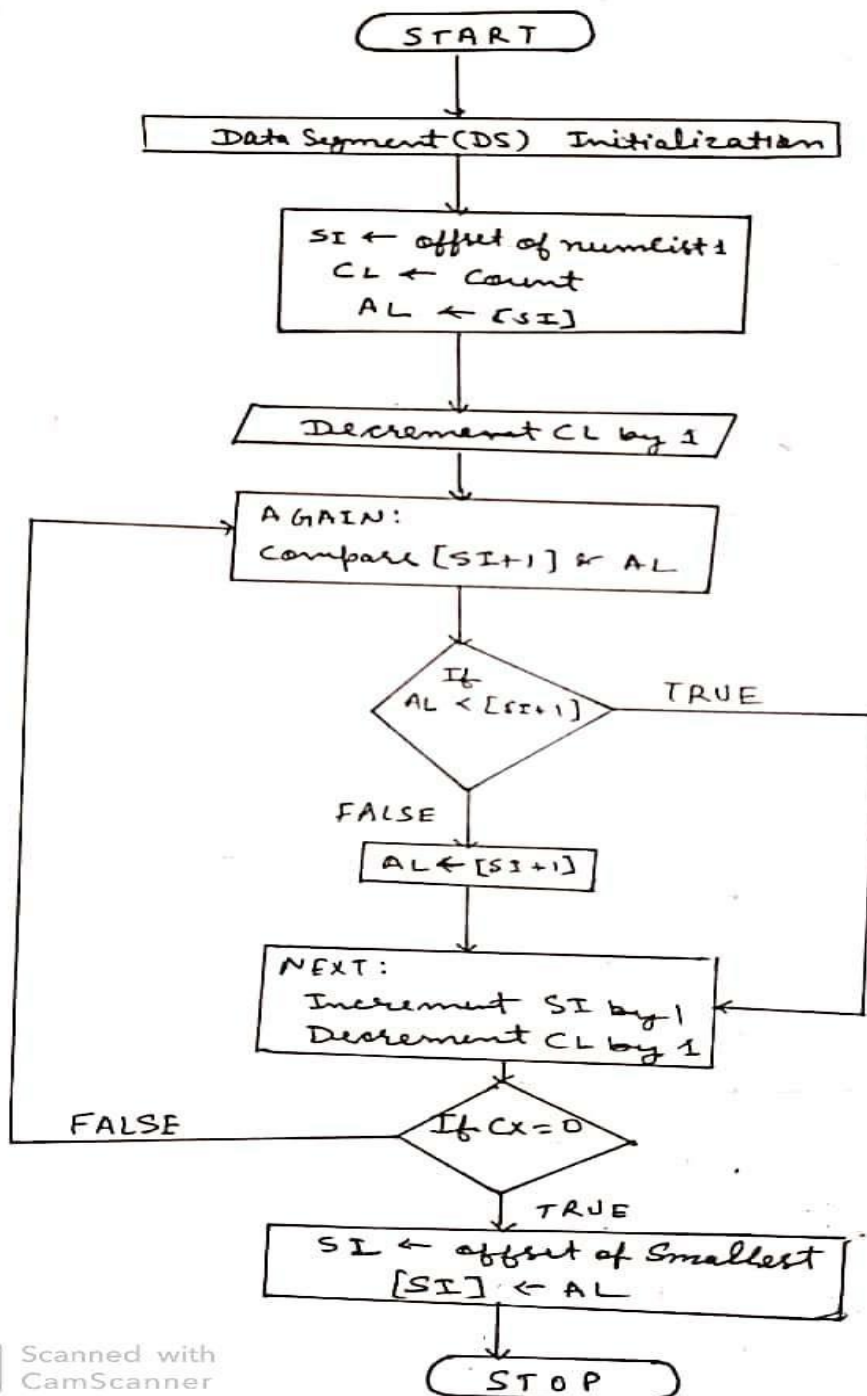 START
Data Segment (DS) Initialization
SI ← offset of numlist1
CL ← Count
AL ← [SI]
Decremenet CL by 1
AGAIN:
Compare [SI+1] & AL
If
AL < [SI+1]
TRUE
FALSE
AL ← [SI+1]
NEXT:
Increment SI by 1
Decrement CL by 1
FALSE
If CX = 0
TRUE
SI ← offset of Smallest
[SI] ← AL
STOP
Scanned with
CamScanner